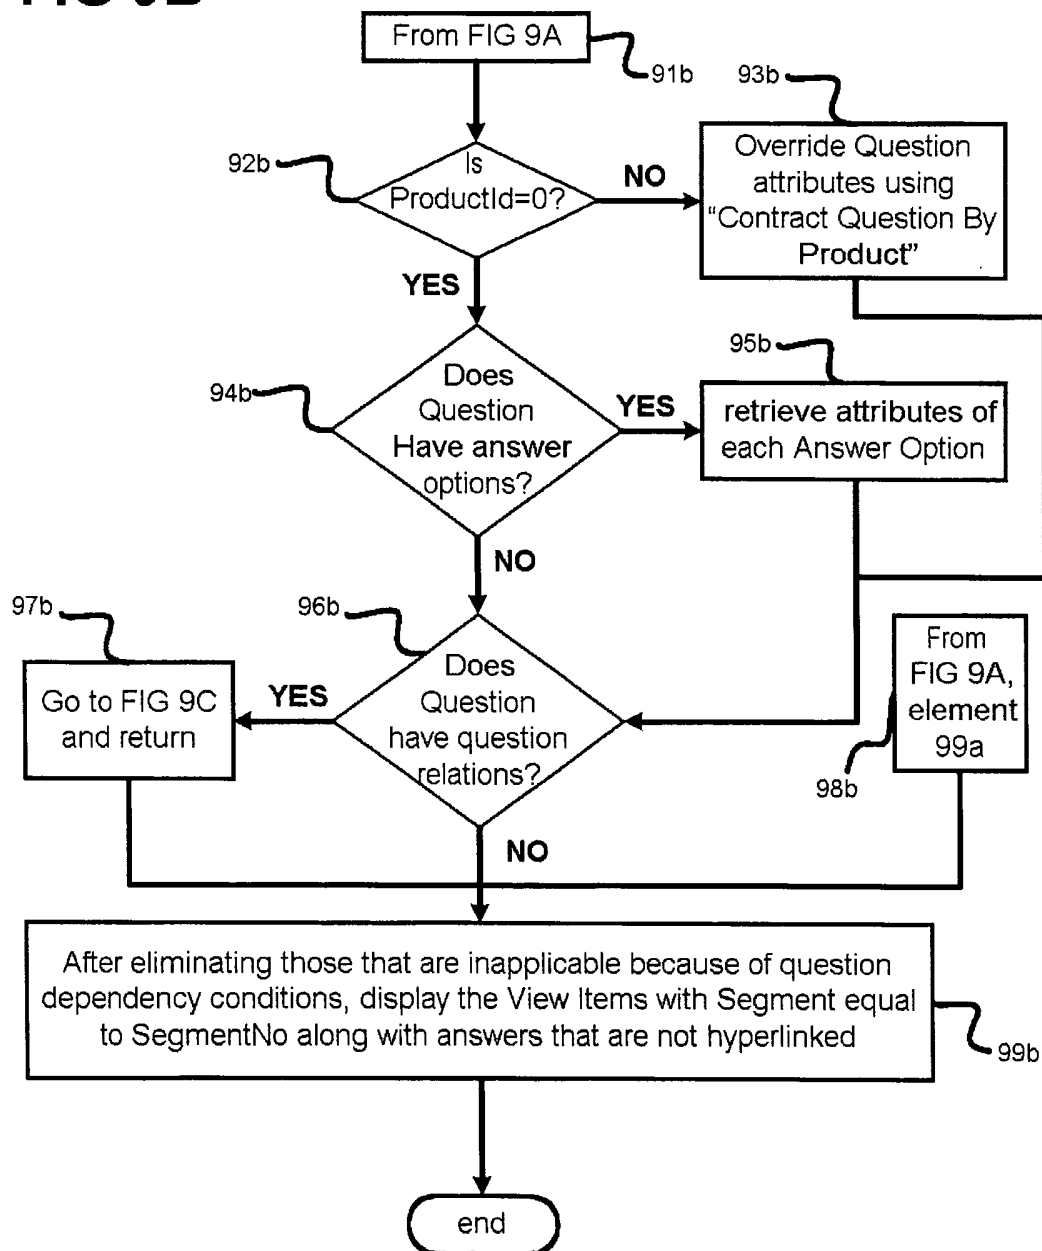 From FIG 9A
91b
93b
92b
Is
ProductId=0?
NO
Override Question
attributes using
“Contract Question By
Product”
YES
95b
94b
Does
Question
Have answer
options?
YES
retrieve attributes of
each Answer Option
NO
97b
96b
From
FIG 9A,
element
99a
Does
Question
have question
relations?
YES
Go to FIG 9C
and return
98b
NO
After eliminating those that are inapplicable because of question
dependency conditions, display the View Items with Segment equal
to SegmentNo along with answers that are not hyperlinked
99b
end